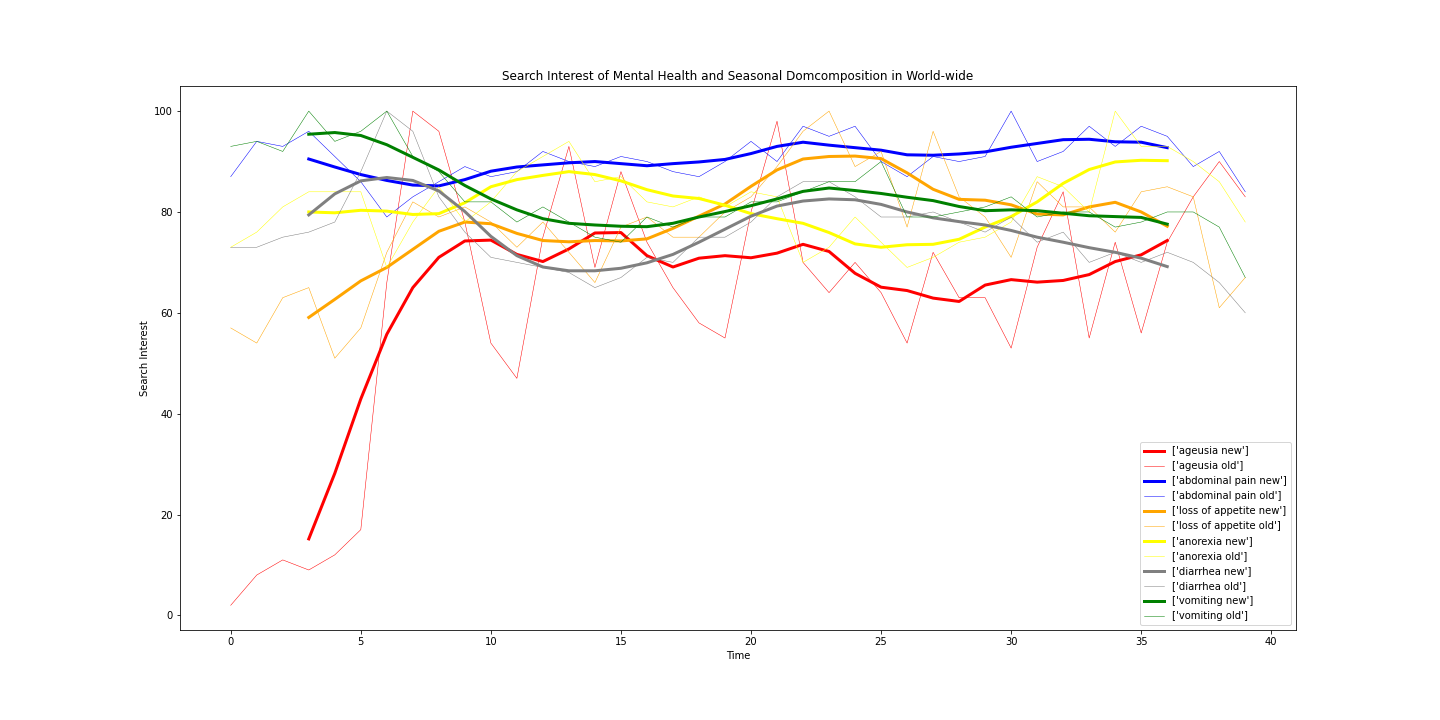 Search Interest of Mental Health and Seasonal Domcomposition in World-wide
100
80
60
40
20
0
Search Interest
0 5 10 15 20 25 30 35 40
Time
['ageusia new']
['ageusia old']
['abdominal pain new']
['abdominal pain old']
['loss of appetite new']
['loss of appetite old']
['anorexia new']
['anorexia old']
['diarrhea new']
['diarrhea old']
['vomiting new']
['vomiting old']